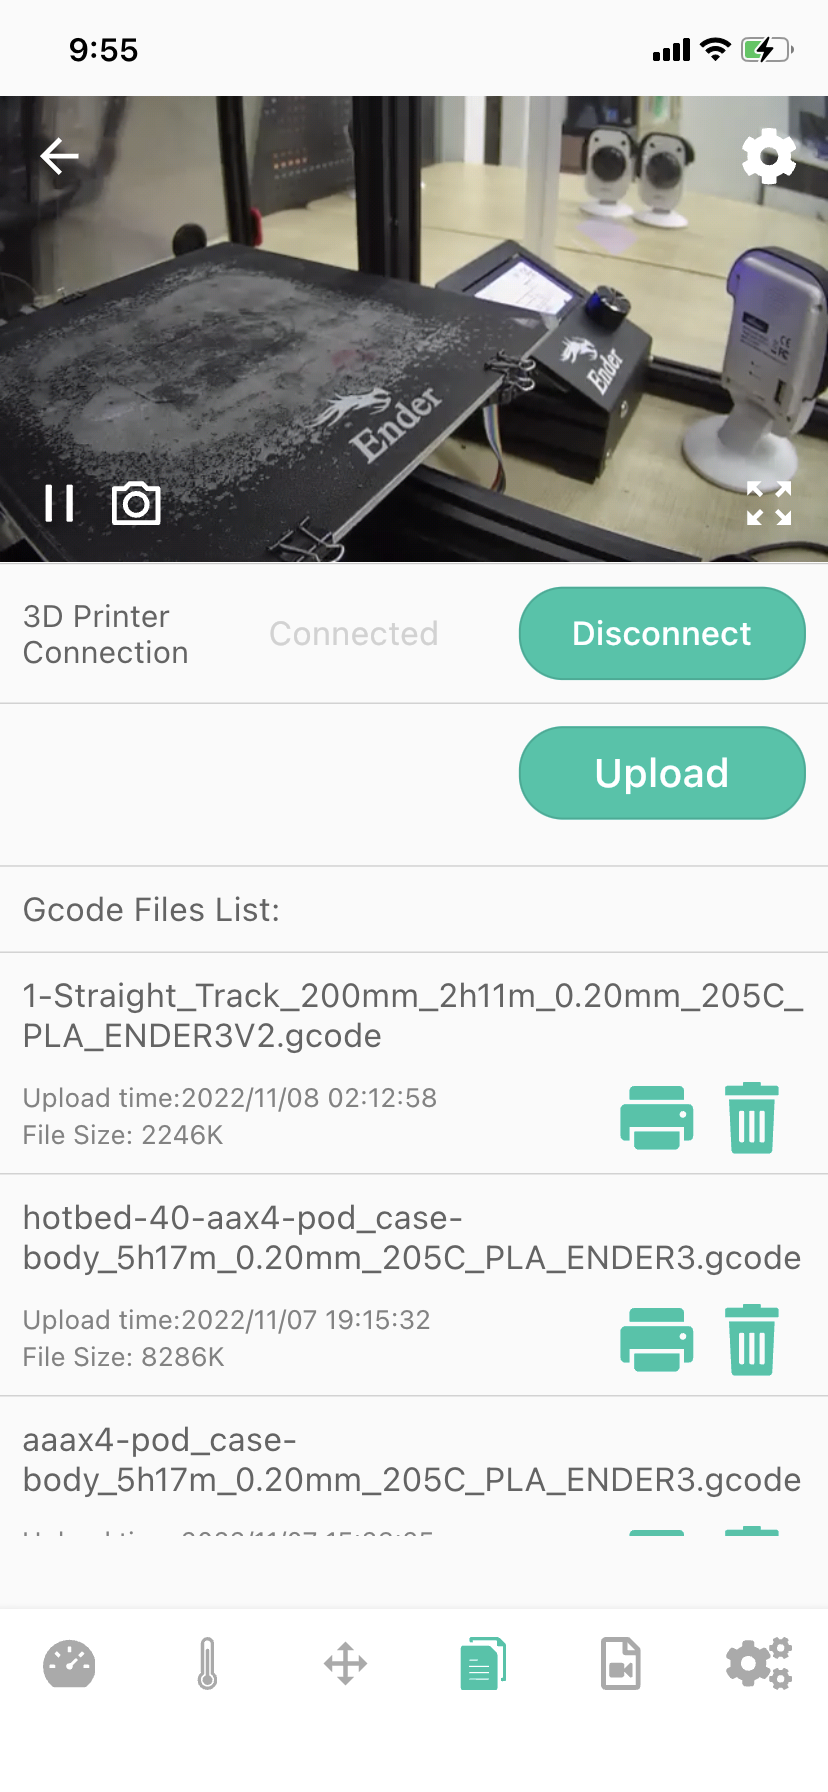 9:55
Ender
Ender
3D Printer
Connection
Connected
Disconnect
Upload
Gcode Files List:
1-Straight_Track_200mm_2h11m_0.20mm_205C_
PLA_ENDER3V2.gcode
Upload time:2022/11/08 02:12:58
File Size: 2246K
hotbed-40-aax4-pod_case-
body_5h17m_0.20mm_205C_PLA_ENDER3.gcode
Upload time:2022/11/07 19:15:32
File Size: 8286K
aaax4-pod_case-
body_5h17m_0.20mm_205C_PLA_ENDER3.gcode